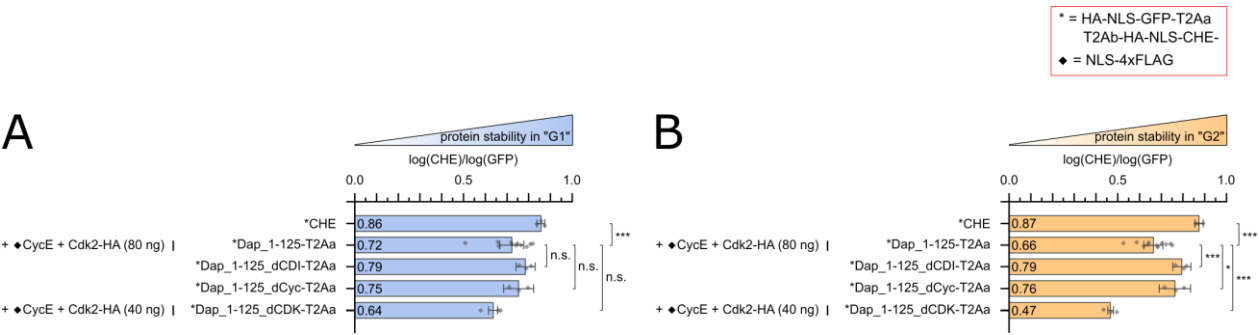 * = HA-NLS-GFP-T2Aa
T2Ab-HA-NLS-CHE-
◆ = NLS-4xFLAG
A
protein stability in "G1"
log(CHE)/log(GFP)
0.0 0.5 1.0
*CHE 0.86 ***
+ ◆CycE + Cdk2-HA (80 ng) *Dap_1-125-T2Aa 0.72
*Dap_1-125_dCDI-T2Aa 0.79 n.s.
n.s.
*Dap_1-125_dCyc-T2Aa 0.75 n.s.
+ ◆CycE + Cdk2-HA (40 ng) *Dap_1-125_dCDK-T2Aa 0.64
B
protein stability in "G2"
log(CHE)/log(GFP)
0.0 0.5 1.0
*CHE 0.87 ***
+ ◆CycE + Cdk2-HA (80 ng) *Dap_1-125-T2Aa 0.66
*Dap_1-125_dCDI-T2Aa 0.79 ***
*
*Dap_1-125_dCyc-T2Aa 0.76 ***
+ ◆CycE + Cdk2-HA (40 ng) *Dap_1-125_dCDK-T2Aa 0.47